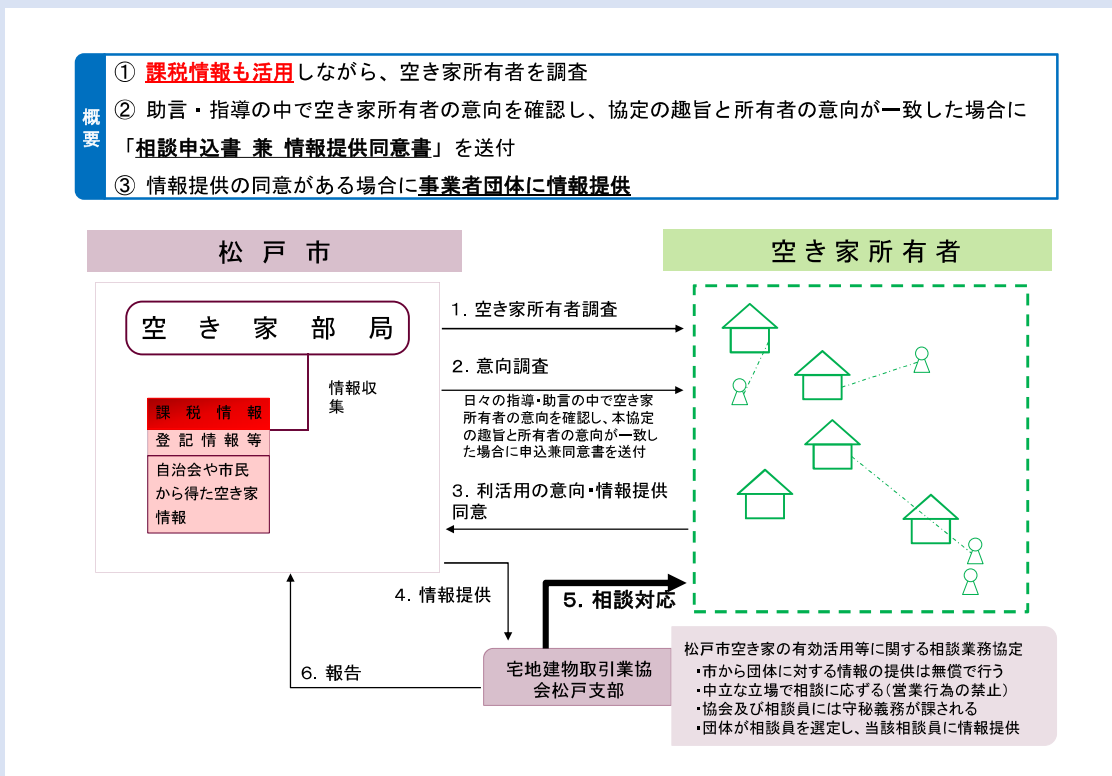 概要
① 課税情報も活用しながら、空き家所有者を調査
② 助言・指導の中で空き家所有者の意向を確認し、協定の趣旨と所有者の意向が一致した場合に
「相談申込書 兼 情報提供同意書」を送付
③ 情報提供の同意がある場合に事業者団体に情報提供
松戸市
空き家所有者
空き家部局
情報収
集
課税情報
登記情報等
自治会や市民
から得た空き家
情報
1. 空き家所有者調査
2. 意向調査
日々の指導・助言の中で空き家
所有者の意向を確認し、本協定
の趣旨と所有者の意向が一致し
た場合に申込兼同意書を送付
3. 利活用の意向・情報提供
同意
4. 情報提供
5. 相談対応
6. 報告
宅地建物取引業協
会松戸支部
松戸市空き家の有効活用等に関する相談業務協定
・市から団体に対する情報の提供は無償で行う
・中立な立場で相談に応ずる(営業行為の禁止)
・協会及び相談員には守秘義務が課される
・団体が相談員を選定し、当該相談員に情報提供